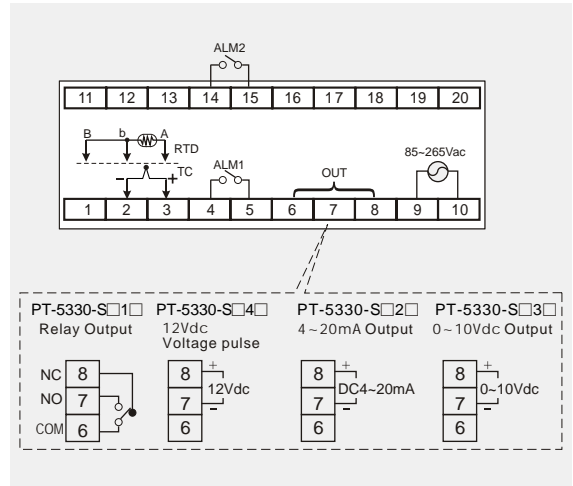 ALM2
11 12 13 14 15 16 17 18 19 20
B b A
RTD
85~265Vac
TC
ALM1
OUT
- +
1 2 3 4 5 6 7 8 9 10
PT-5330-S□1□ PT-5330-S□4□ PT-5330-S□2□ PT-5330-S□3□
Relay Output 12Vdc 4~20mA Output 0~10Vdc Output
Voltage pulse
NC 8 8 + 8 + 8 +
12Vdc DC4~20mA 0~10Vdc
NO 7 7 - 7 - 7 -
COM 6 6 6 6